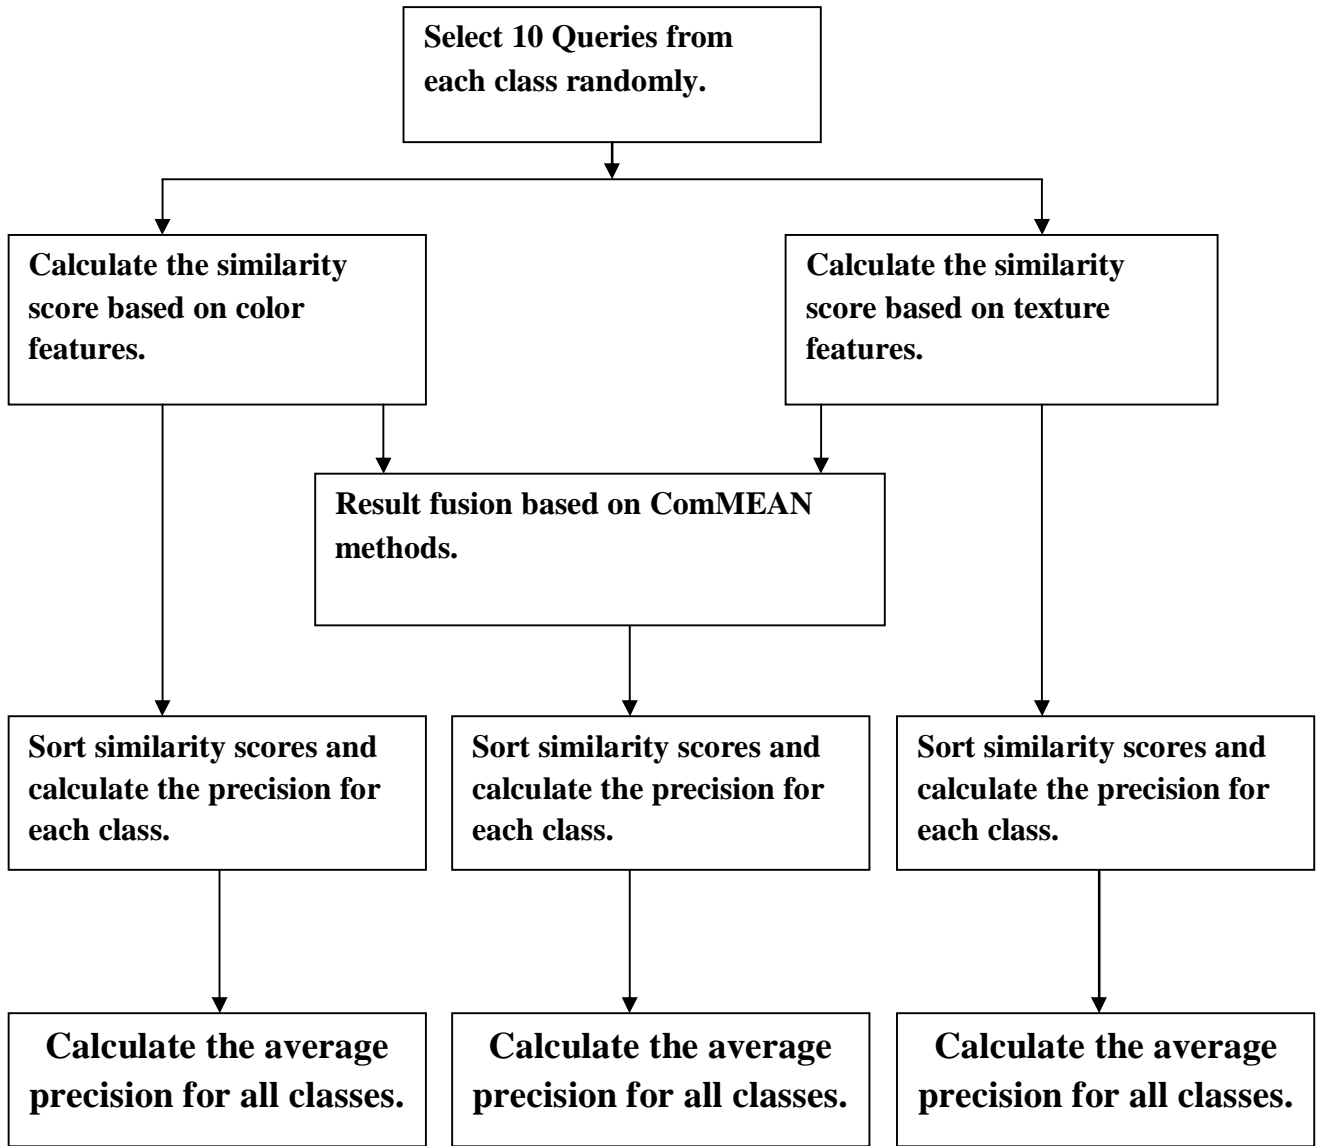 Select 10 Queries from
each class randomly.
Calculate the similarity
score based on color
features.
Calculate the similarity
score based on texture
features.
Result fusion based on ComMEAN
methods.
Sort similarity scores and
calculate the precision for
each class.
Sort similarity scores and
calculate the precision for
each class.
Sort similarity scores and
calculate the precision for
each class.
Calculate the average
precision for all classes.
Calculate the average
precision for all classes.
Calculate the average
precision for all classes.